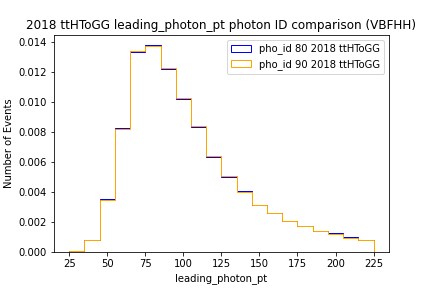 2018 ttHToGG leading_photon_pt photon ID comparison (VBFHH)
pho_id 80 2018 ttHToGG
pho_id 90 2018 ttHToGG
Number of Events
0.014
0.012
0.010
0.008
0.006
0.004
0.002
0.000
25 50 75 100 125 150 175 200 225
leading_photon_pt